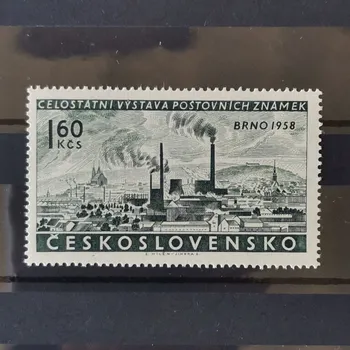 CELOSTÁTNÍ VÝSTAVA POŠTOVNÍCH ZNÁMEK
1 60
KČS
BRNO 1958
ČESKOSLOVENSKO